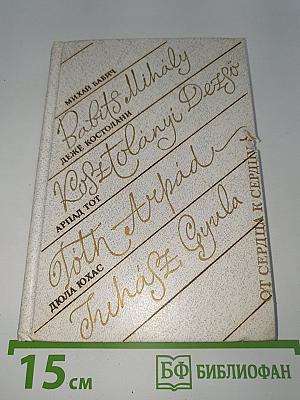 МИХАЙ БАБИЧ
Babits Mihály
ДЕЖЕ КОСТОЛАНИ
Kosztolányi Dezső
АРПАД ТОТ
Tóth Árpád
ДЮЛА ЮХАС
Juhász Gyula
ОТ СЕРДЦА К СЕРДЦУ
15 см
БФ БИБЛИОФАН